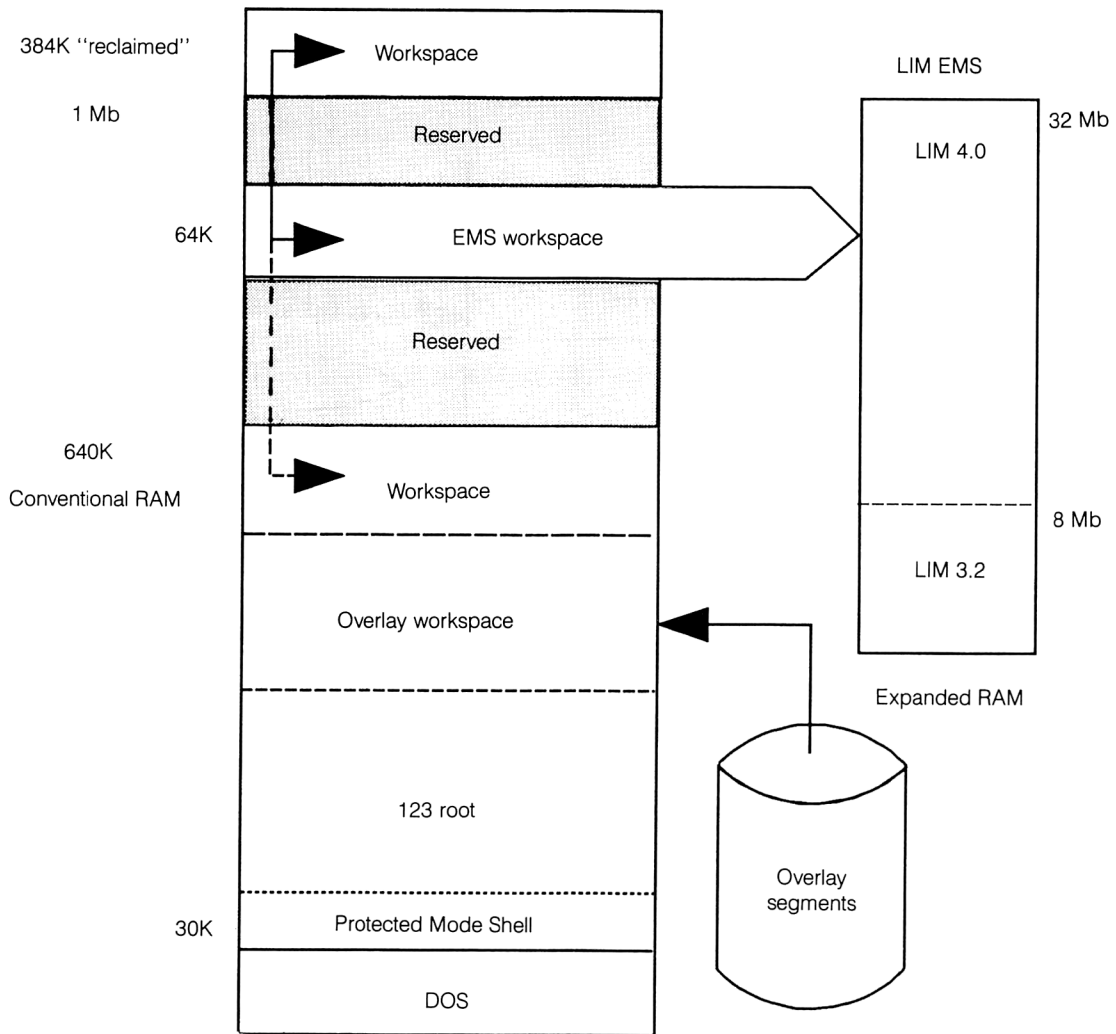 384K "reclaimed"
Workspace
LIM EMS
1 Mb
Reserved
32 Mb
LIM 4.0
64K
EMS workspace
Reserved
640K
Conventional RAM
Workspace
8 Mb
LIM 3.2
Overlay workspace
Expanded RAM
123 root
Overlay
segments
30K
Protected Mode Shell
DOS